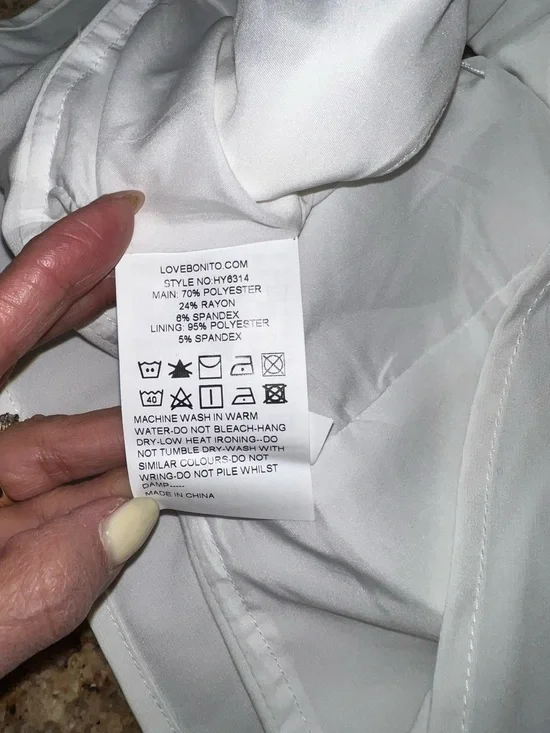 LOVEBONITO.COM
STYLE NO:HY6314
MAIN: 70% POLYESTER
24% RAYON
6% SPANDEX
LINING: 95% POLYESTER
5% SPANDEX
40
MACHINE WASH IN WARM
WATER-DO NOT BLEACH-HANG
DRY-LOW HEAT IRONING--DO
NOT TUMBLE DRY-WASH WITH
SIMILAR COLOURS-DO NOT
WRING-DO NOT PILE WHILST
DAMP-----
MADE IN CHINA